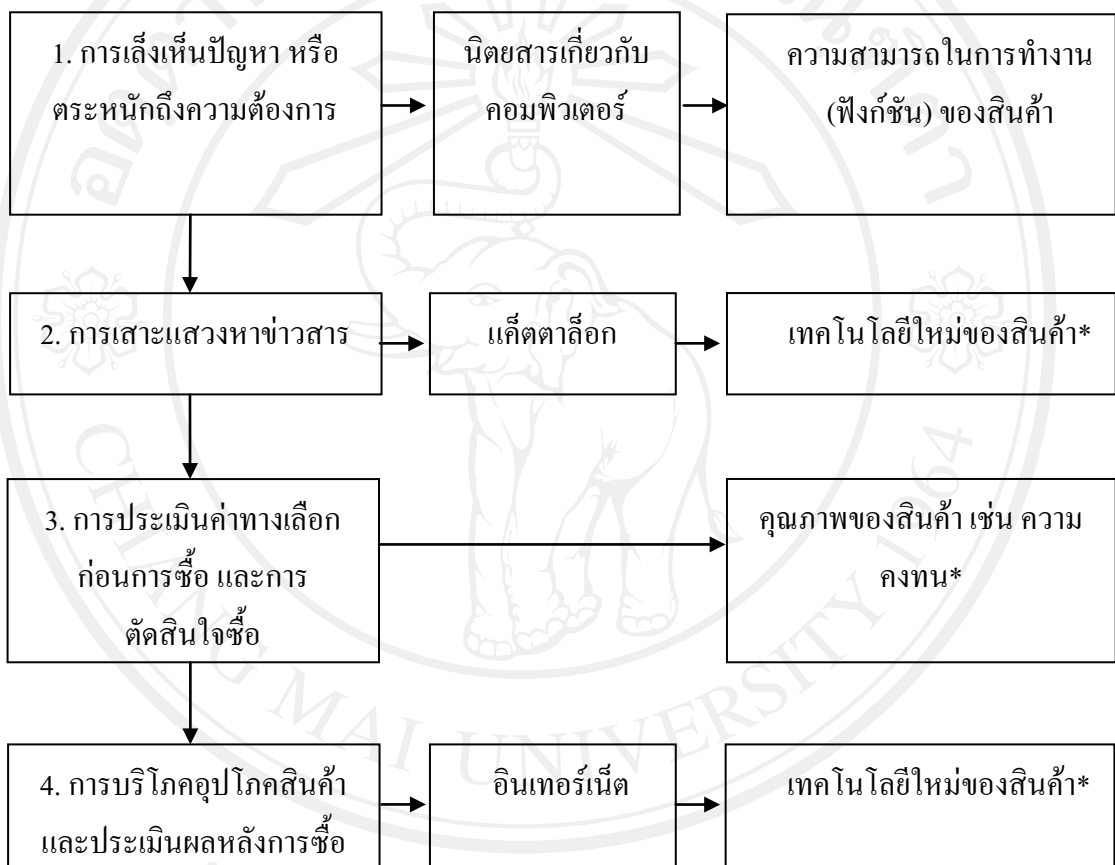 1. การเล็งเห็นปัญหา หรือ
ตระหนักถึงความต้องการ
นิตยสารเกี่ยวกับ
คอมพิวเตอร์
ความสามารถในการทำงาน
(ฟังก์ชัน) ของสินค้า
2. การเสาะแสวงหาข่าวสาร
แค็ตตาล็อก
เทคโนโลยีใหม่ของสินค้า*
3. การประเมินค่าทางเลือก
ก่อนการซื้อ และการ
ตัดสินใจซื้อ
คุณภาพของสินค้า เช่น ความ
คงทน*
4. การบริโภคอุปโภคสินค้า
และประเมินผลหลังการซื้อ
อินเทอร์เน็ต
เทคโนโลยีใหม่ของสินค้า*
CHIANG MAI UNIVERSITY 1964